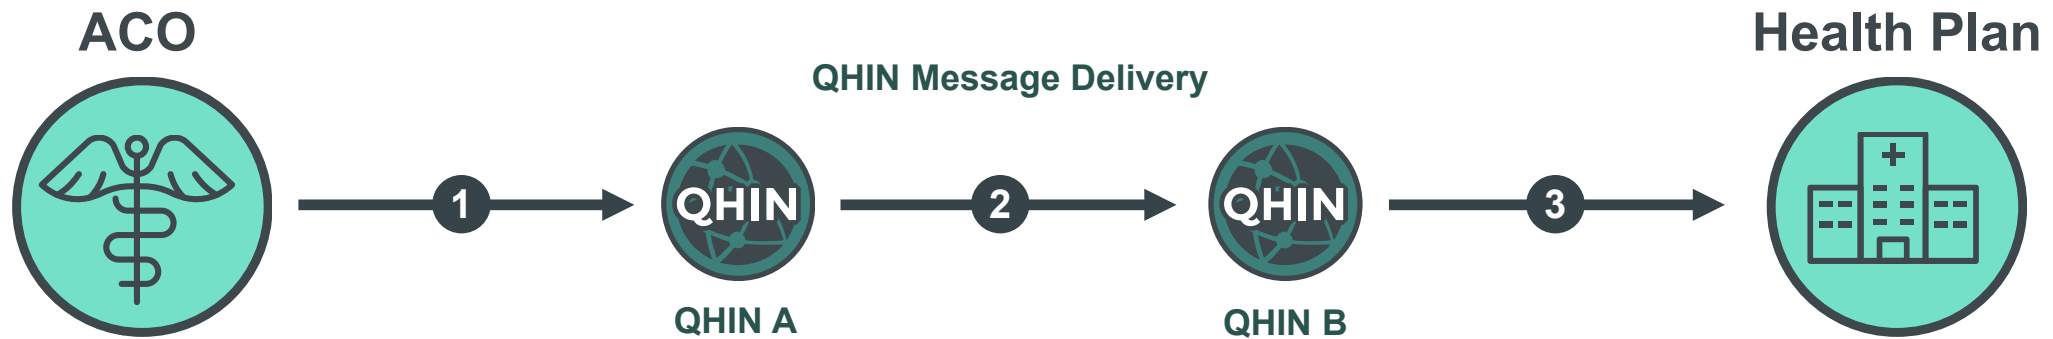 ACO
Health Plan
QHIN Message Delivery
1
QHIN
2
QHIN
3
QHIN A
QHIN B